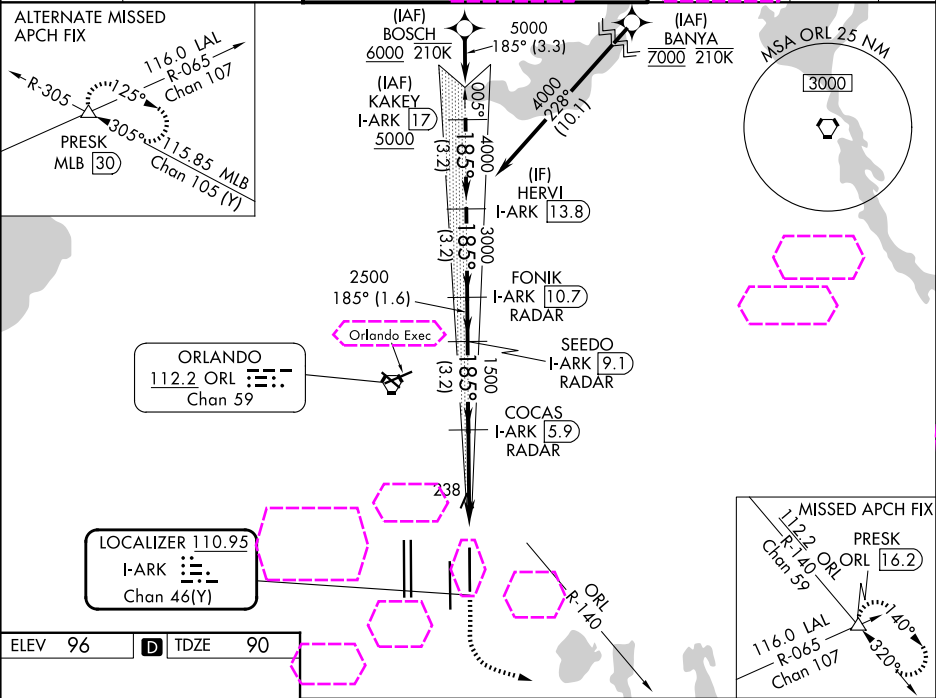 ALTERNATE MISSED
APCH FIX
116.0 LAL
R-065
Chan 107
R-305
125°
305°
PRESK
MLB 30
115.85 MLB
Chan 105 (Y)
(IAF)
BOSCH
6000 210K
5000
185° (3.3)
(IAF)
BANYA
7000 210K
4000
228°
(10.1)
MSA ORL 25 NM
3000
(IAF)
KAKEY
I-ARK 17
5000
005°
4000
185°
(3.2)
(IF)
HERVI
I-ARK 13.8
3000
185°
(3.2)
2500
185° (1.6)
FONIK
I-ARK 10.7
RADAR
Orlando Exec
SEEDO
I-ARK 9.1
RADAR
ORLANDO
112.2 ORL
Chan 59
1500
185°
(3.2)
COCAS
I-ARK 5.9
RADAR
238
LOCALIZER 110.95
I-ARK
Chan 46(Y)
ORL
R-140
MISSED APCH FIX
112.2 ORL
R-140
Chan 59
PRESK
ORL 16.2
140°
320°
116.0 LAL
R-065
Chan 107
ELEV 96 D TDZE 90